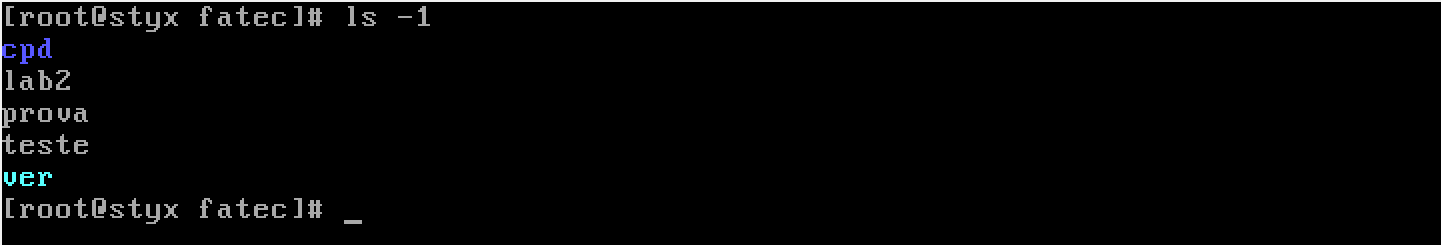 [root@styx fatec]# ls -1
cpd
lab2
prova
teste
ver
[root@styx fatec]# _